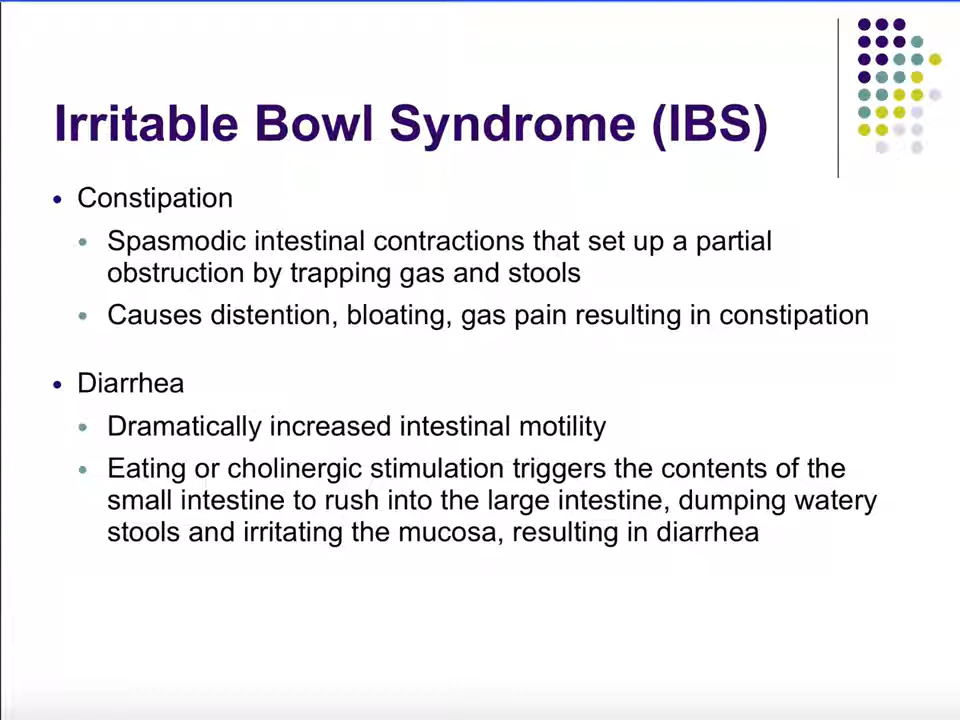 Irritable Bowl Syndrome (IBS)
• Constipation
• Spasmodic intestinal contractions that set up a partial
obstruction by trapping gas and stools
• Causes distention, bloating, gas pain resulting in constipation
• Diarrhea
• Dramatically increased intestinal motility
• Eating or cholinergic stimulation triggers the contents of the
small intestine to rush into the large intestine, dumping watery
stools and irritating the mucosa, resulting in diarrhea